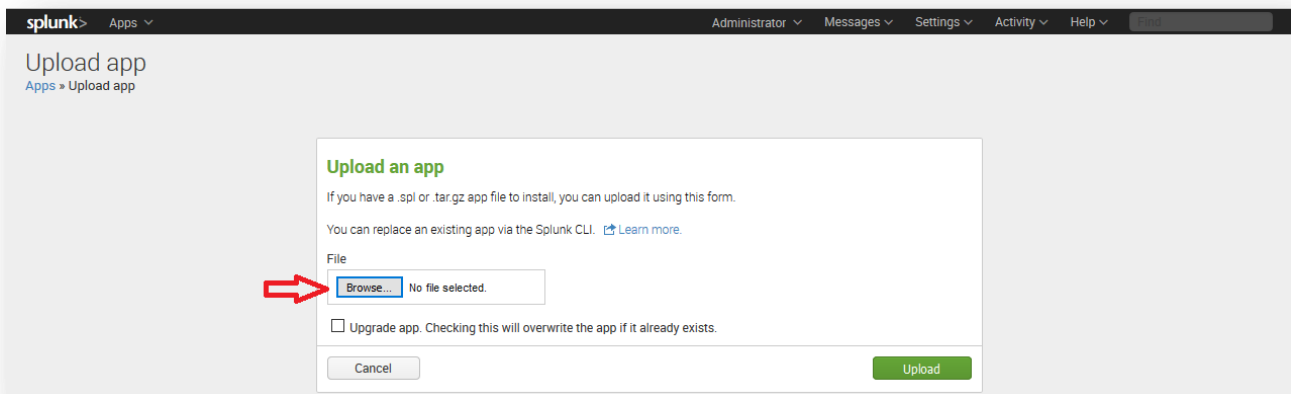 splunk> Apps Administrator Messages Settings Activity Help Find
Upload app
Apps » Upload app
Upload an app
If you have a .spl or .tar.gz app file to install, you can upload it using this form.
You can replace an existing app via the Splunk CLI. Learn more.
File
Browse... No file selected.
Upgrade app. Checking this will overwrite the app if it already exists.
Cancel Upload